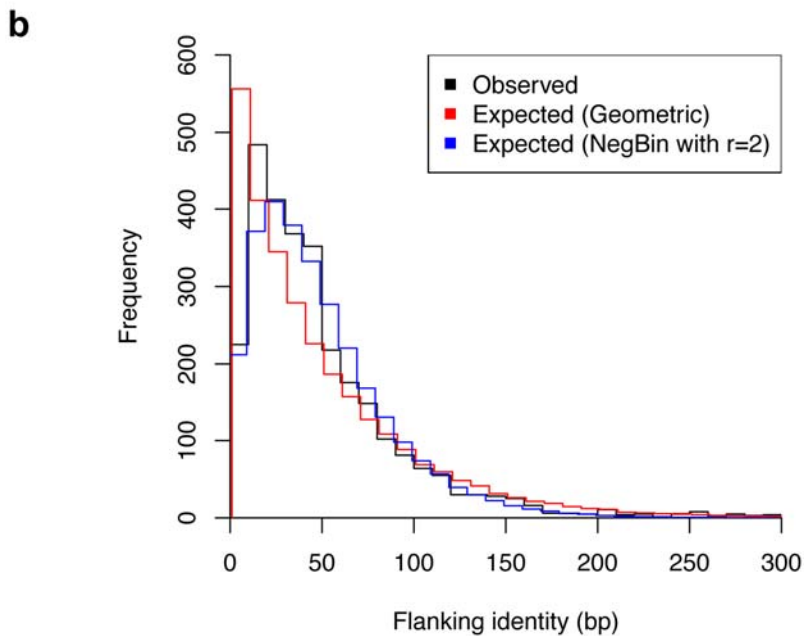 b
Observed
Expected (Geometric)
Expected (NegBin with r=2)
Frequency
600
500
400
300
200
100
0
0 50 100 150 200 250 300
Flanking identity (bp)